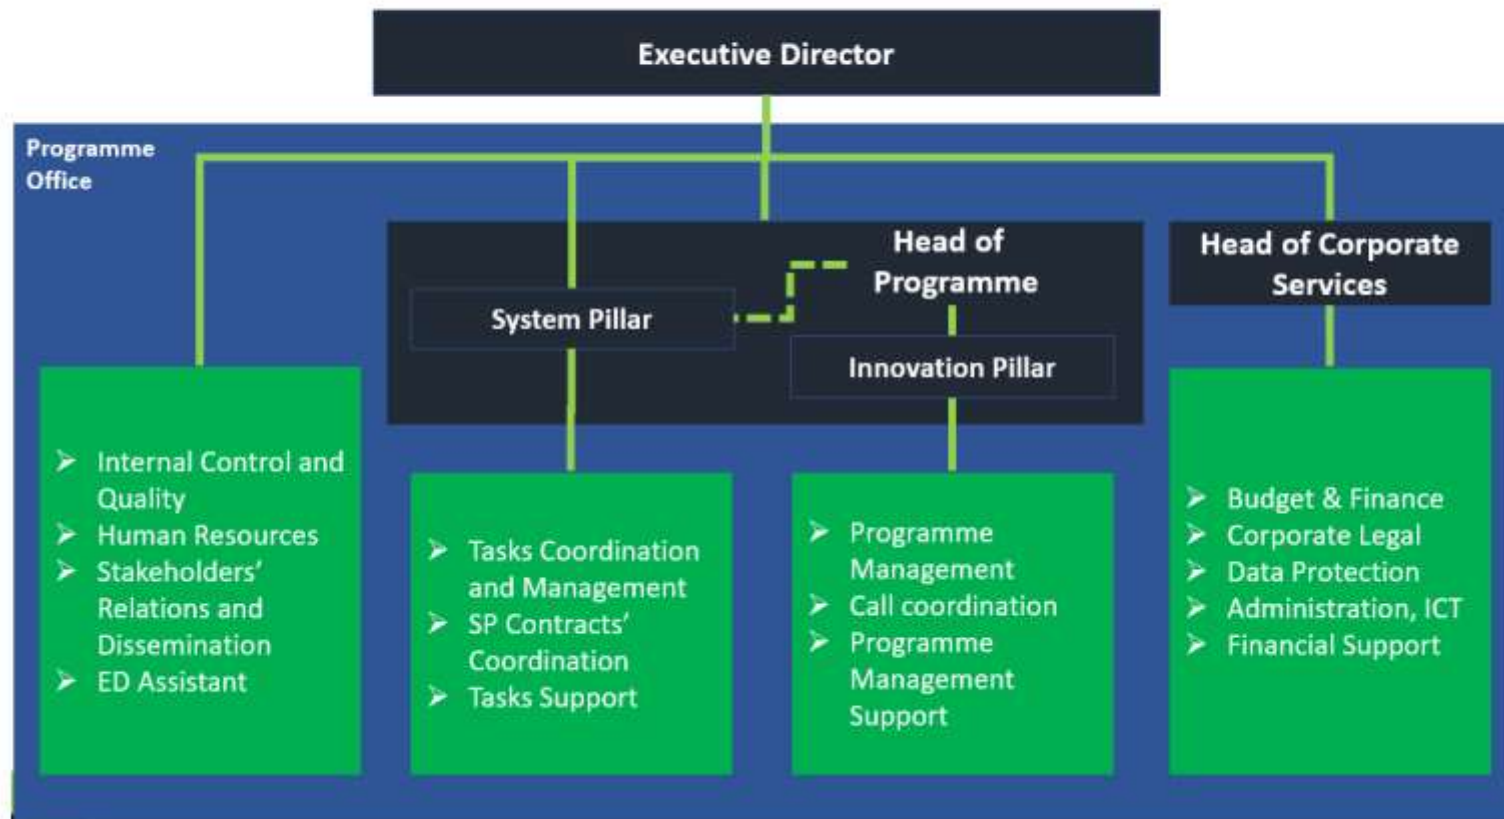 Executive Director
Programme
Office
Head of
Programme
System Pillar
Innovation Pillar
Head of Corporate
Services
➢ Internal Control and
Quality
➢ Human Resources
➢ Stakeholders’
Relations and
Dissemination
➢ ED Assistant
➢ Tasks Coordination
and Management
➢ SP Contracts’
Coordination
➢ Tasks Support
➢ Programme
Management
➢ Call coordination
➢ Programme
Management
Support
➢ Budget & Finance
➢ Corporate Legal
➢ Data Protection
➢ Administration, ICT
➢ Financial Support